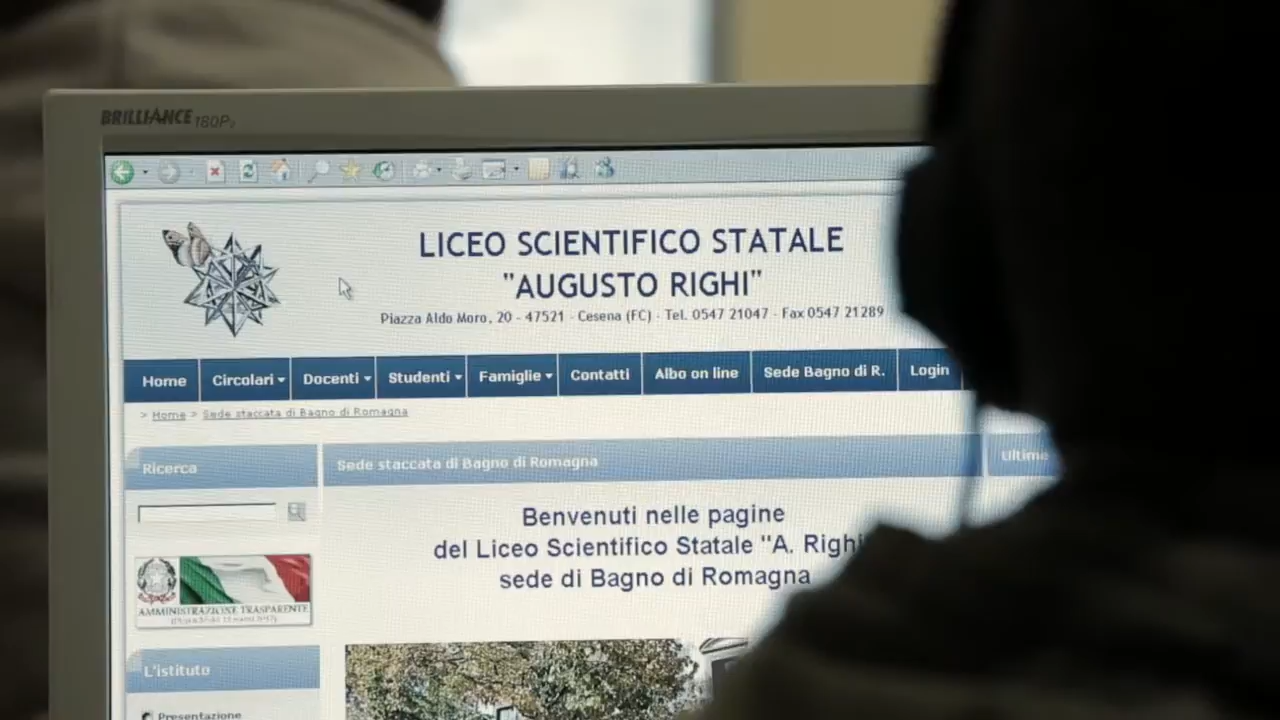 BRILLIANCE 180P2
LICEO SCIENTIFICO STATALE
"AUGUSTO RIGHI"
Piazza Aldo Moro, 20 - 47521 - Cesena (FC) - Tel. 0547 21047 - Fax 0547 21289
Home Circolari Docenti Studenti Famiglie Contatti Albo on line Sede Bagno di R. Login
> Home > Sede staccata di Bagno di Romagna
Ricerca
Sede staccata di Bagno di Romagna
Ultime
Benvenuti nelle pagine
del Liceo Scientifico Statale "A. Righi
sede di Bagno di Romagna
AMMINISTRAZIONE TRASPARENTE
L'istituto
Presentazione